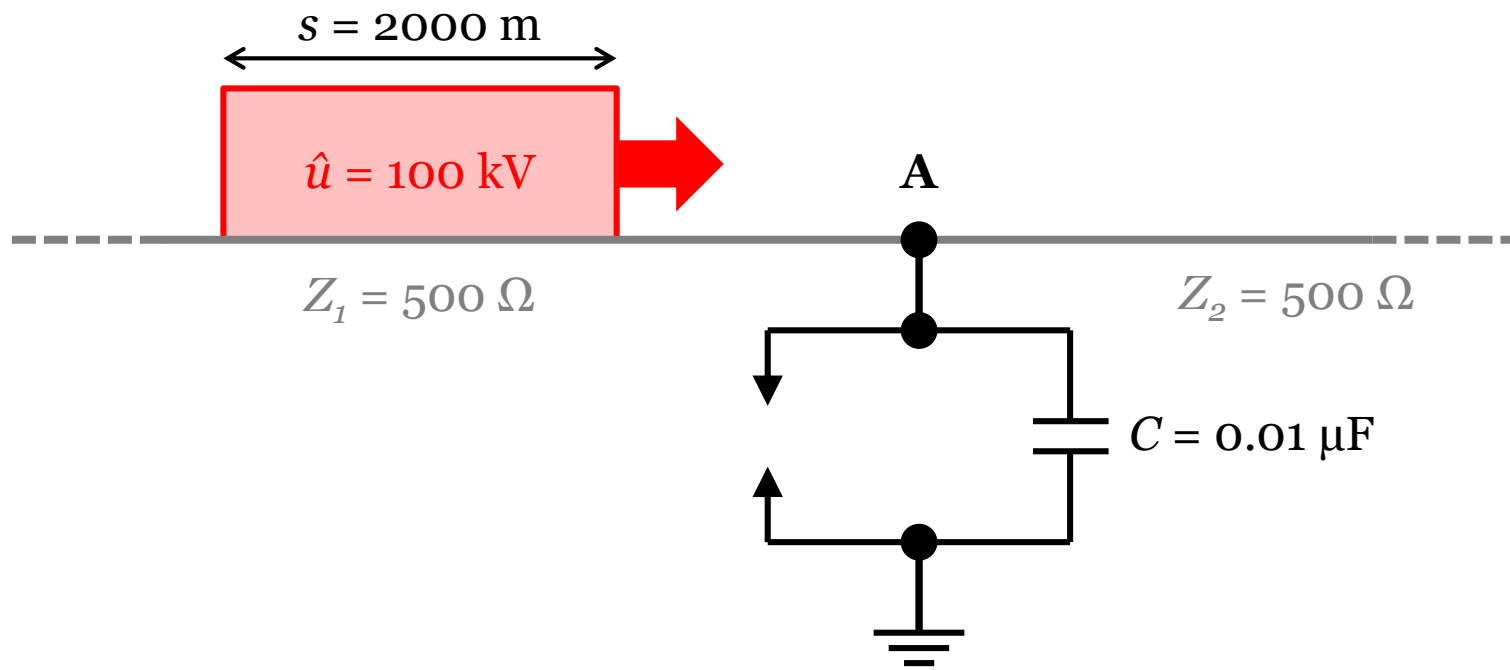 s = 2000 m
û = 100 kV
A
Z₁ = 500 Ω
Z₂ = 500 Ω
C = 0.01 µF